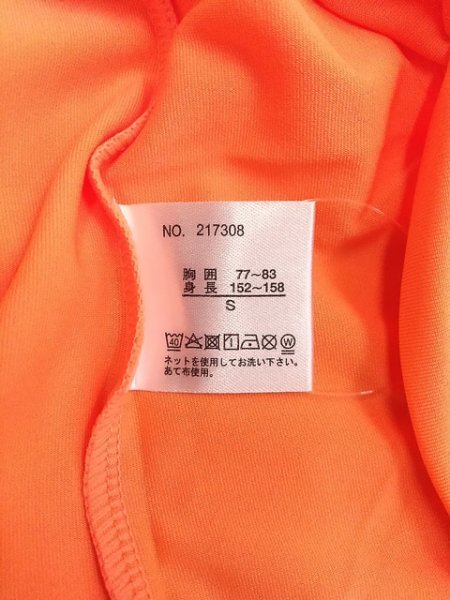 NO. 217308
胸囲 77~83
身長 152~158
S
40 W
ネットを使用してお洗い下さい。
あて布使用。